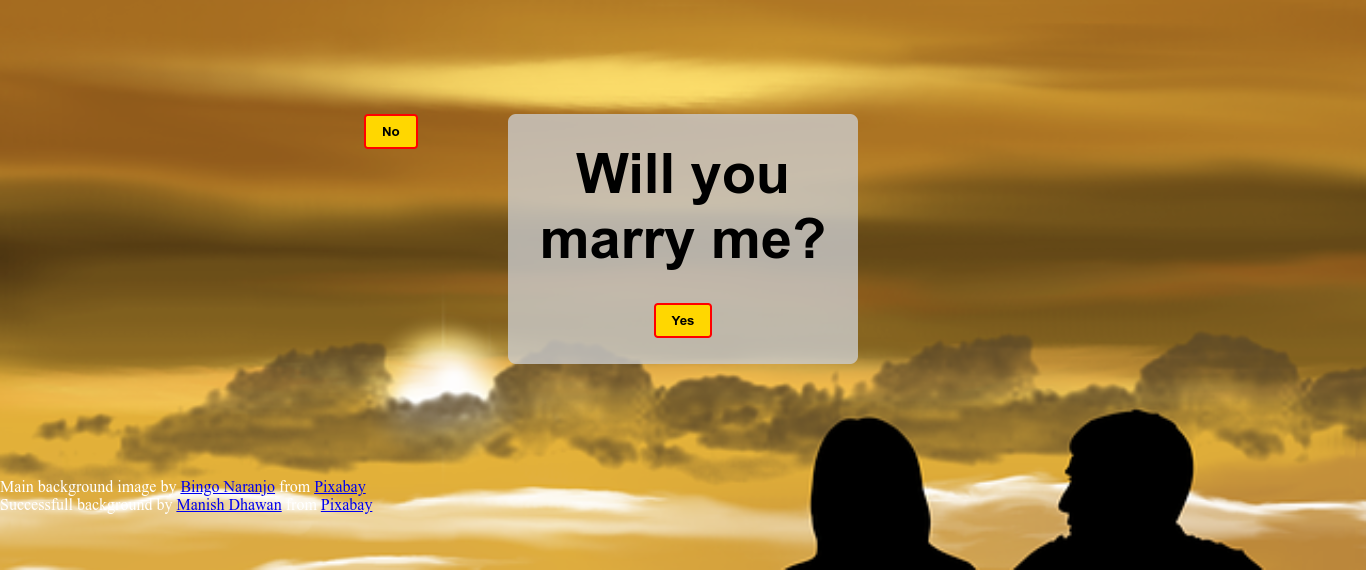 No
Will you
marry me?
Yes
Main background image by Bingo Naranjo from Pixabay
Successfull background by Manish Dhawan from Pixabay